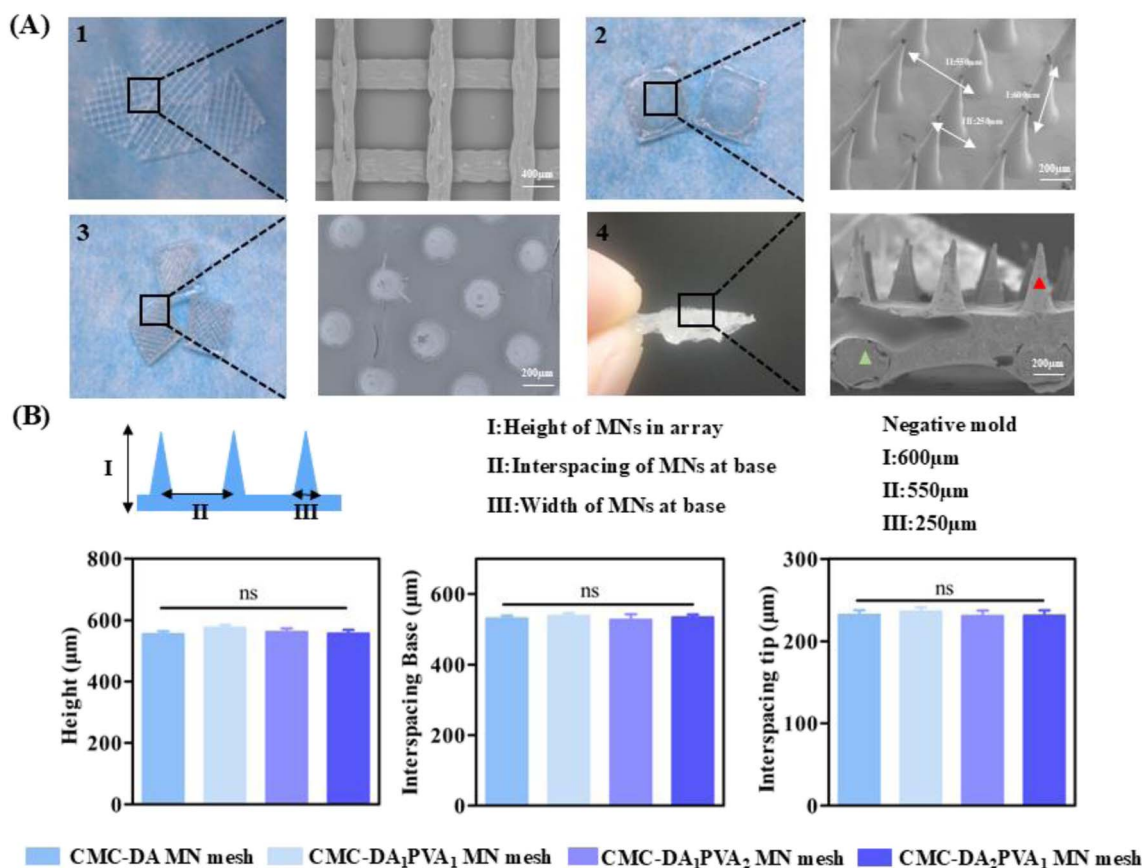 (A)
1
400μm
2
II:550μm
I:600μm
III:250μm
200μm
3
200μm
4
200μm
(B)
I
II
III
I:Height of MNs in array
II:Interspacing of MNs at base
III:Width of MNs at base
Negative mold
I:600μm
II:550μm
III:250μm
Height (μm)
800
600
400
200
0
ns
Interspacing Base (μm)
600
400
200
0
ns
Interspacing tip (μm)
300
200
100
0
ns
CMC-DA MN mesh
CMC-DA₁PVA₁ MN mesh
CMC-DA₁PVA₂ MN mesh
CMC-DA₂PVA₁ MN mesh